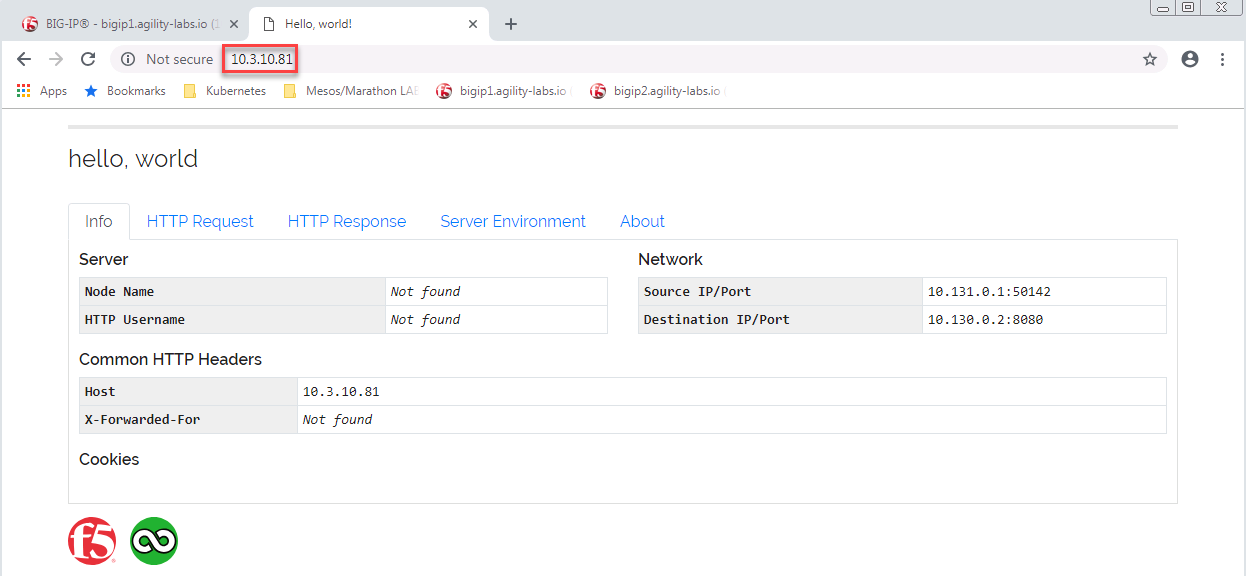 BIG-IP® - bigip1.agility-labs.io (1
Hello, world!
Not secure 10.3.10.81
Apps Bookmarks Kubernetes Mesos/Marathon LAB bigip1.agility-labs.io bigip2.agility-labs.io
hello, world
Info HTTP Request HTTP Response Server Environment About
Server
Node Name Not found
HTTP Username Not found
Network
Source IP/Port 10.131.0.1:50142
Destination IP/Port 10.130.0.2:8080
Common HTTP Headers
Host 10.3.10.81
X-Forwarded-For Not found
Cookies
f5